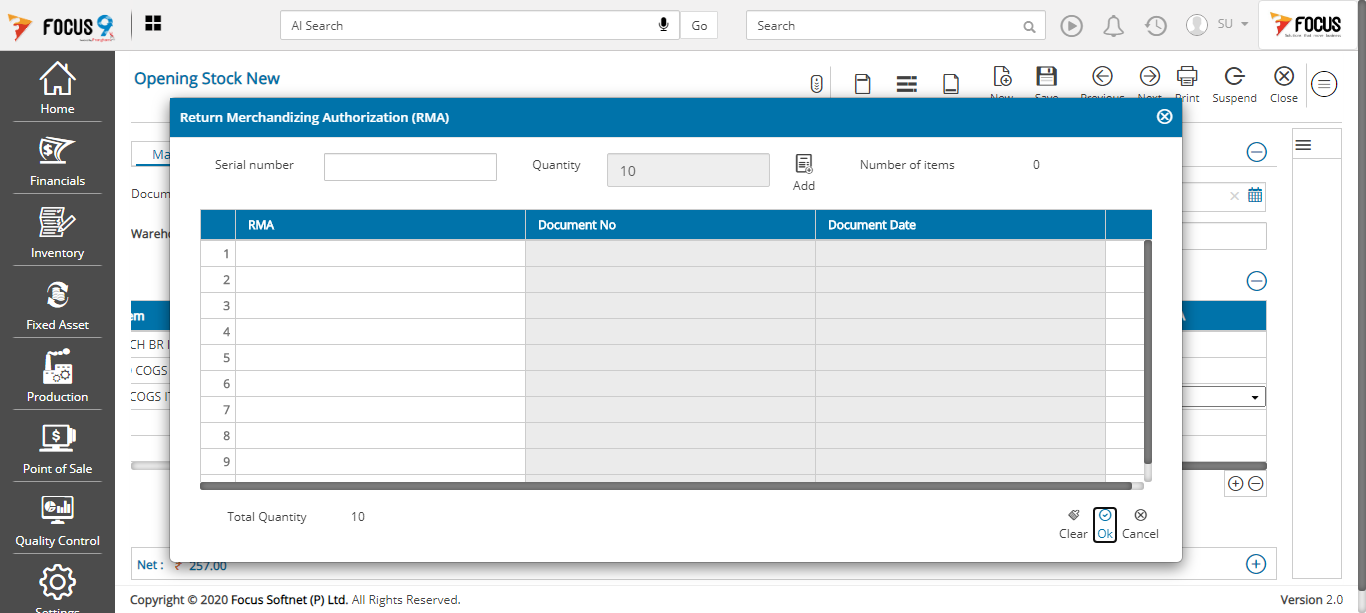 FOCUS 9
AI Search
Go
Search
SU
FOCUS
Home
Financials
Inventory
Fixed Asset
Production
Point of Sale
Quality Control
Settings
Opening Stock New
New
Save
Previous
Next
Print
Suspend
Close
Return Merchandizing Authorization (RMA)
Serial number
Quantity
10
Add
Number of items
0
RMA
Document No
Document Date
1
2
3
4
5
6
7
8
9
Total Quantity
10
Clear
Ok
Cancel
Ma
Docum
Wareho
em
CH BR I
COGS
COGS IT
Net : ₹ 257.00
Copyright © 2020 Focus Softnet (P) Ltd. All Rights Reserved.
Version 2.0